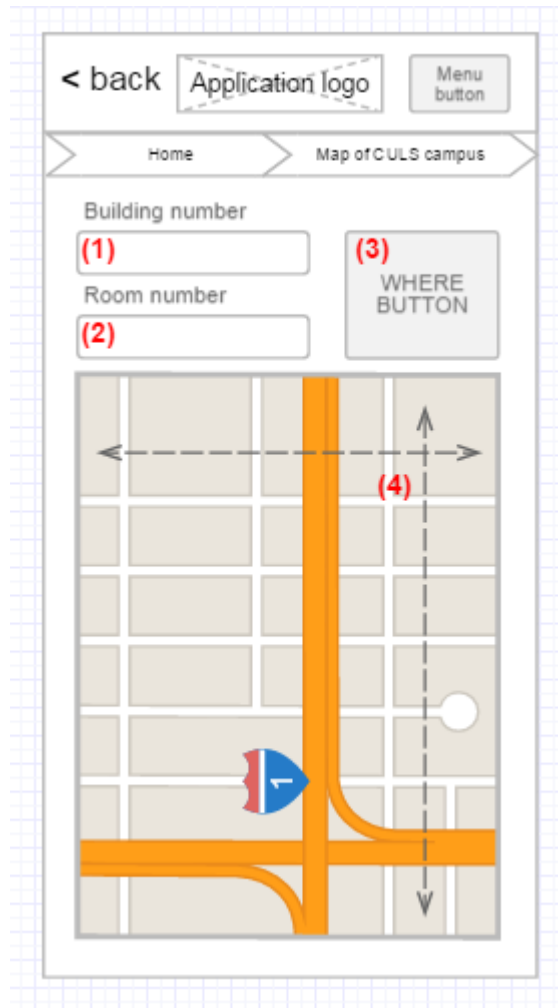 < back
Application logo
Menu
button
Home
Map of CULS campus
Building number
(1)
(3)
WHERE
BUTTON
Room number
(2)
(4)
1